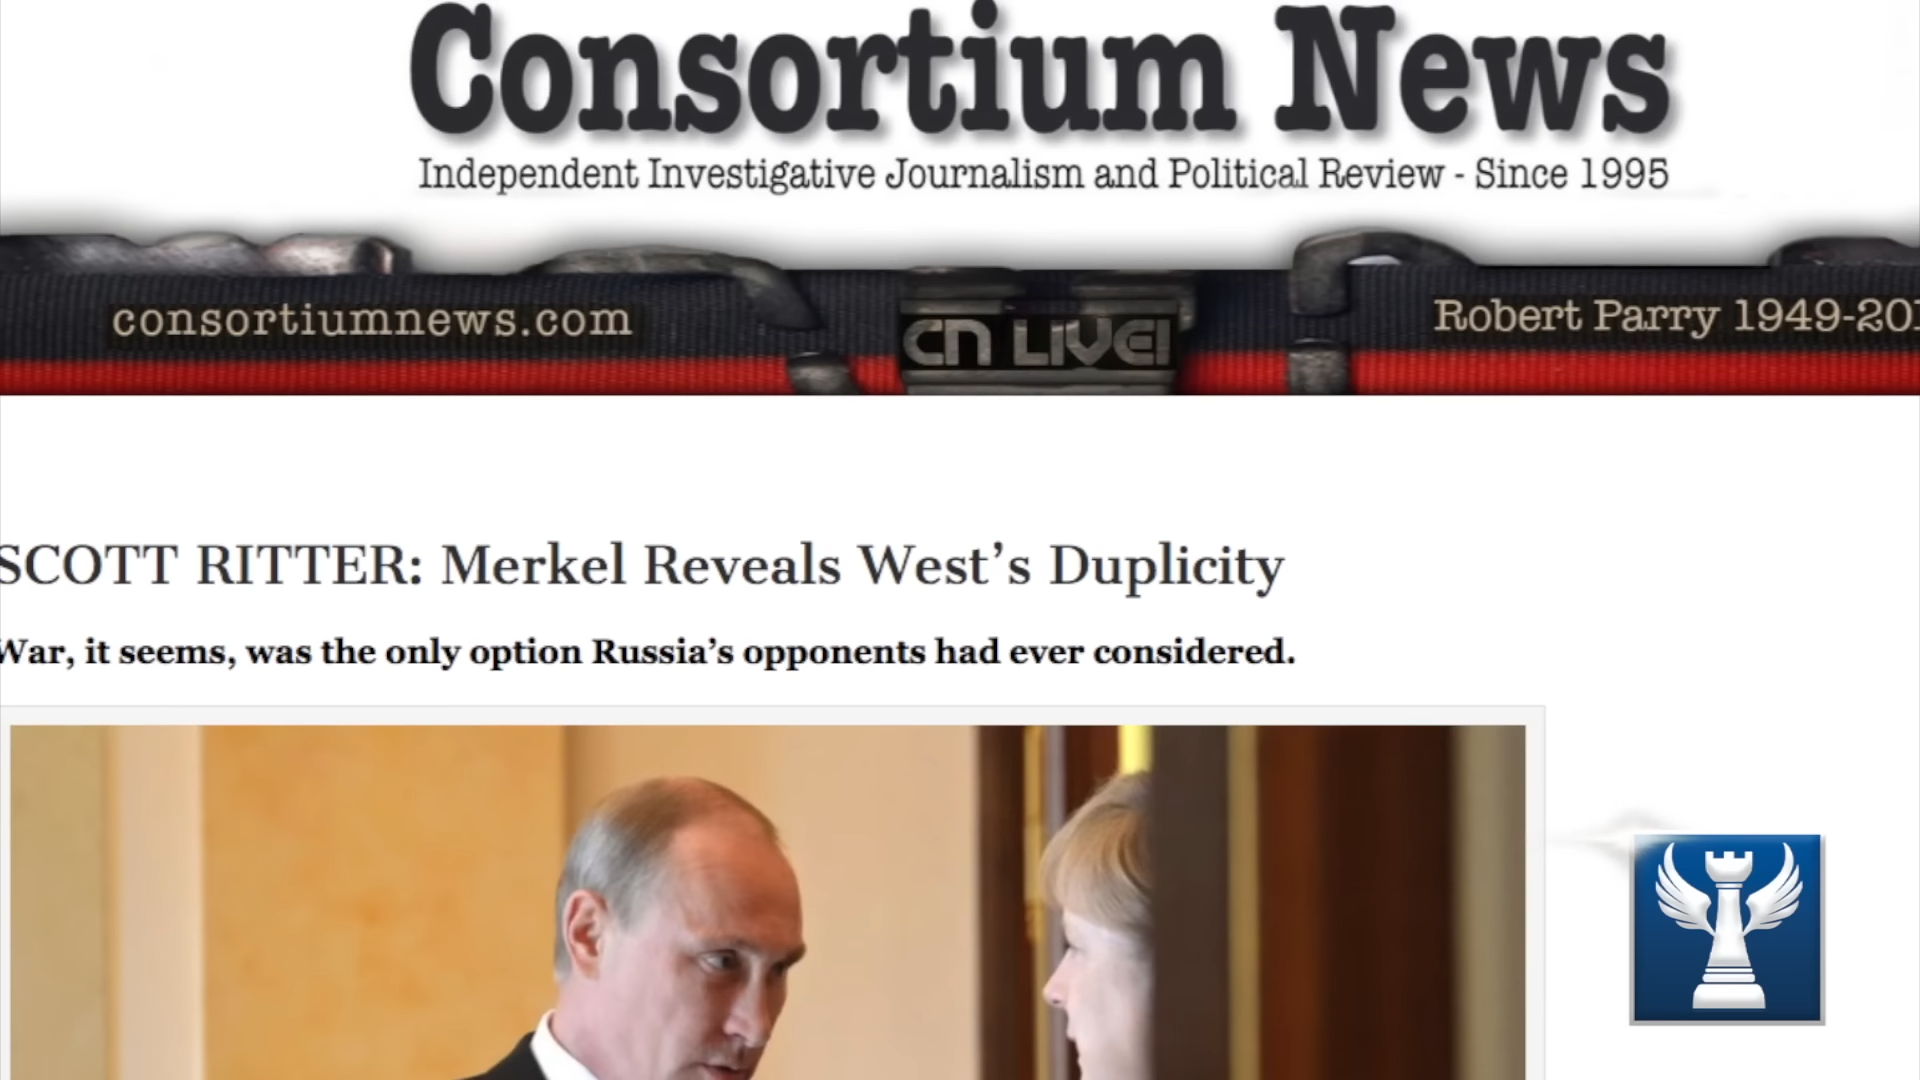 Consortium News
Independent Investigative Journalism and Political Review - Since 1995
consortiumnews.com
CN LIVE!
Robert Parry 1949-201
SCOTT RITTER: Merkel Reveals West's Duplicity
War, it seems, was the only option Russia's opponents had ever considered.